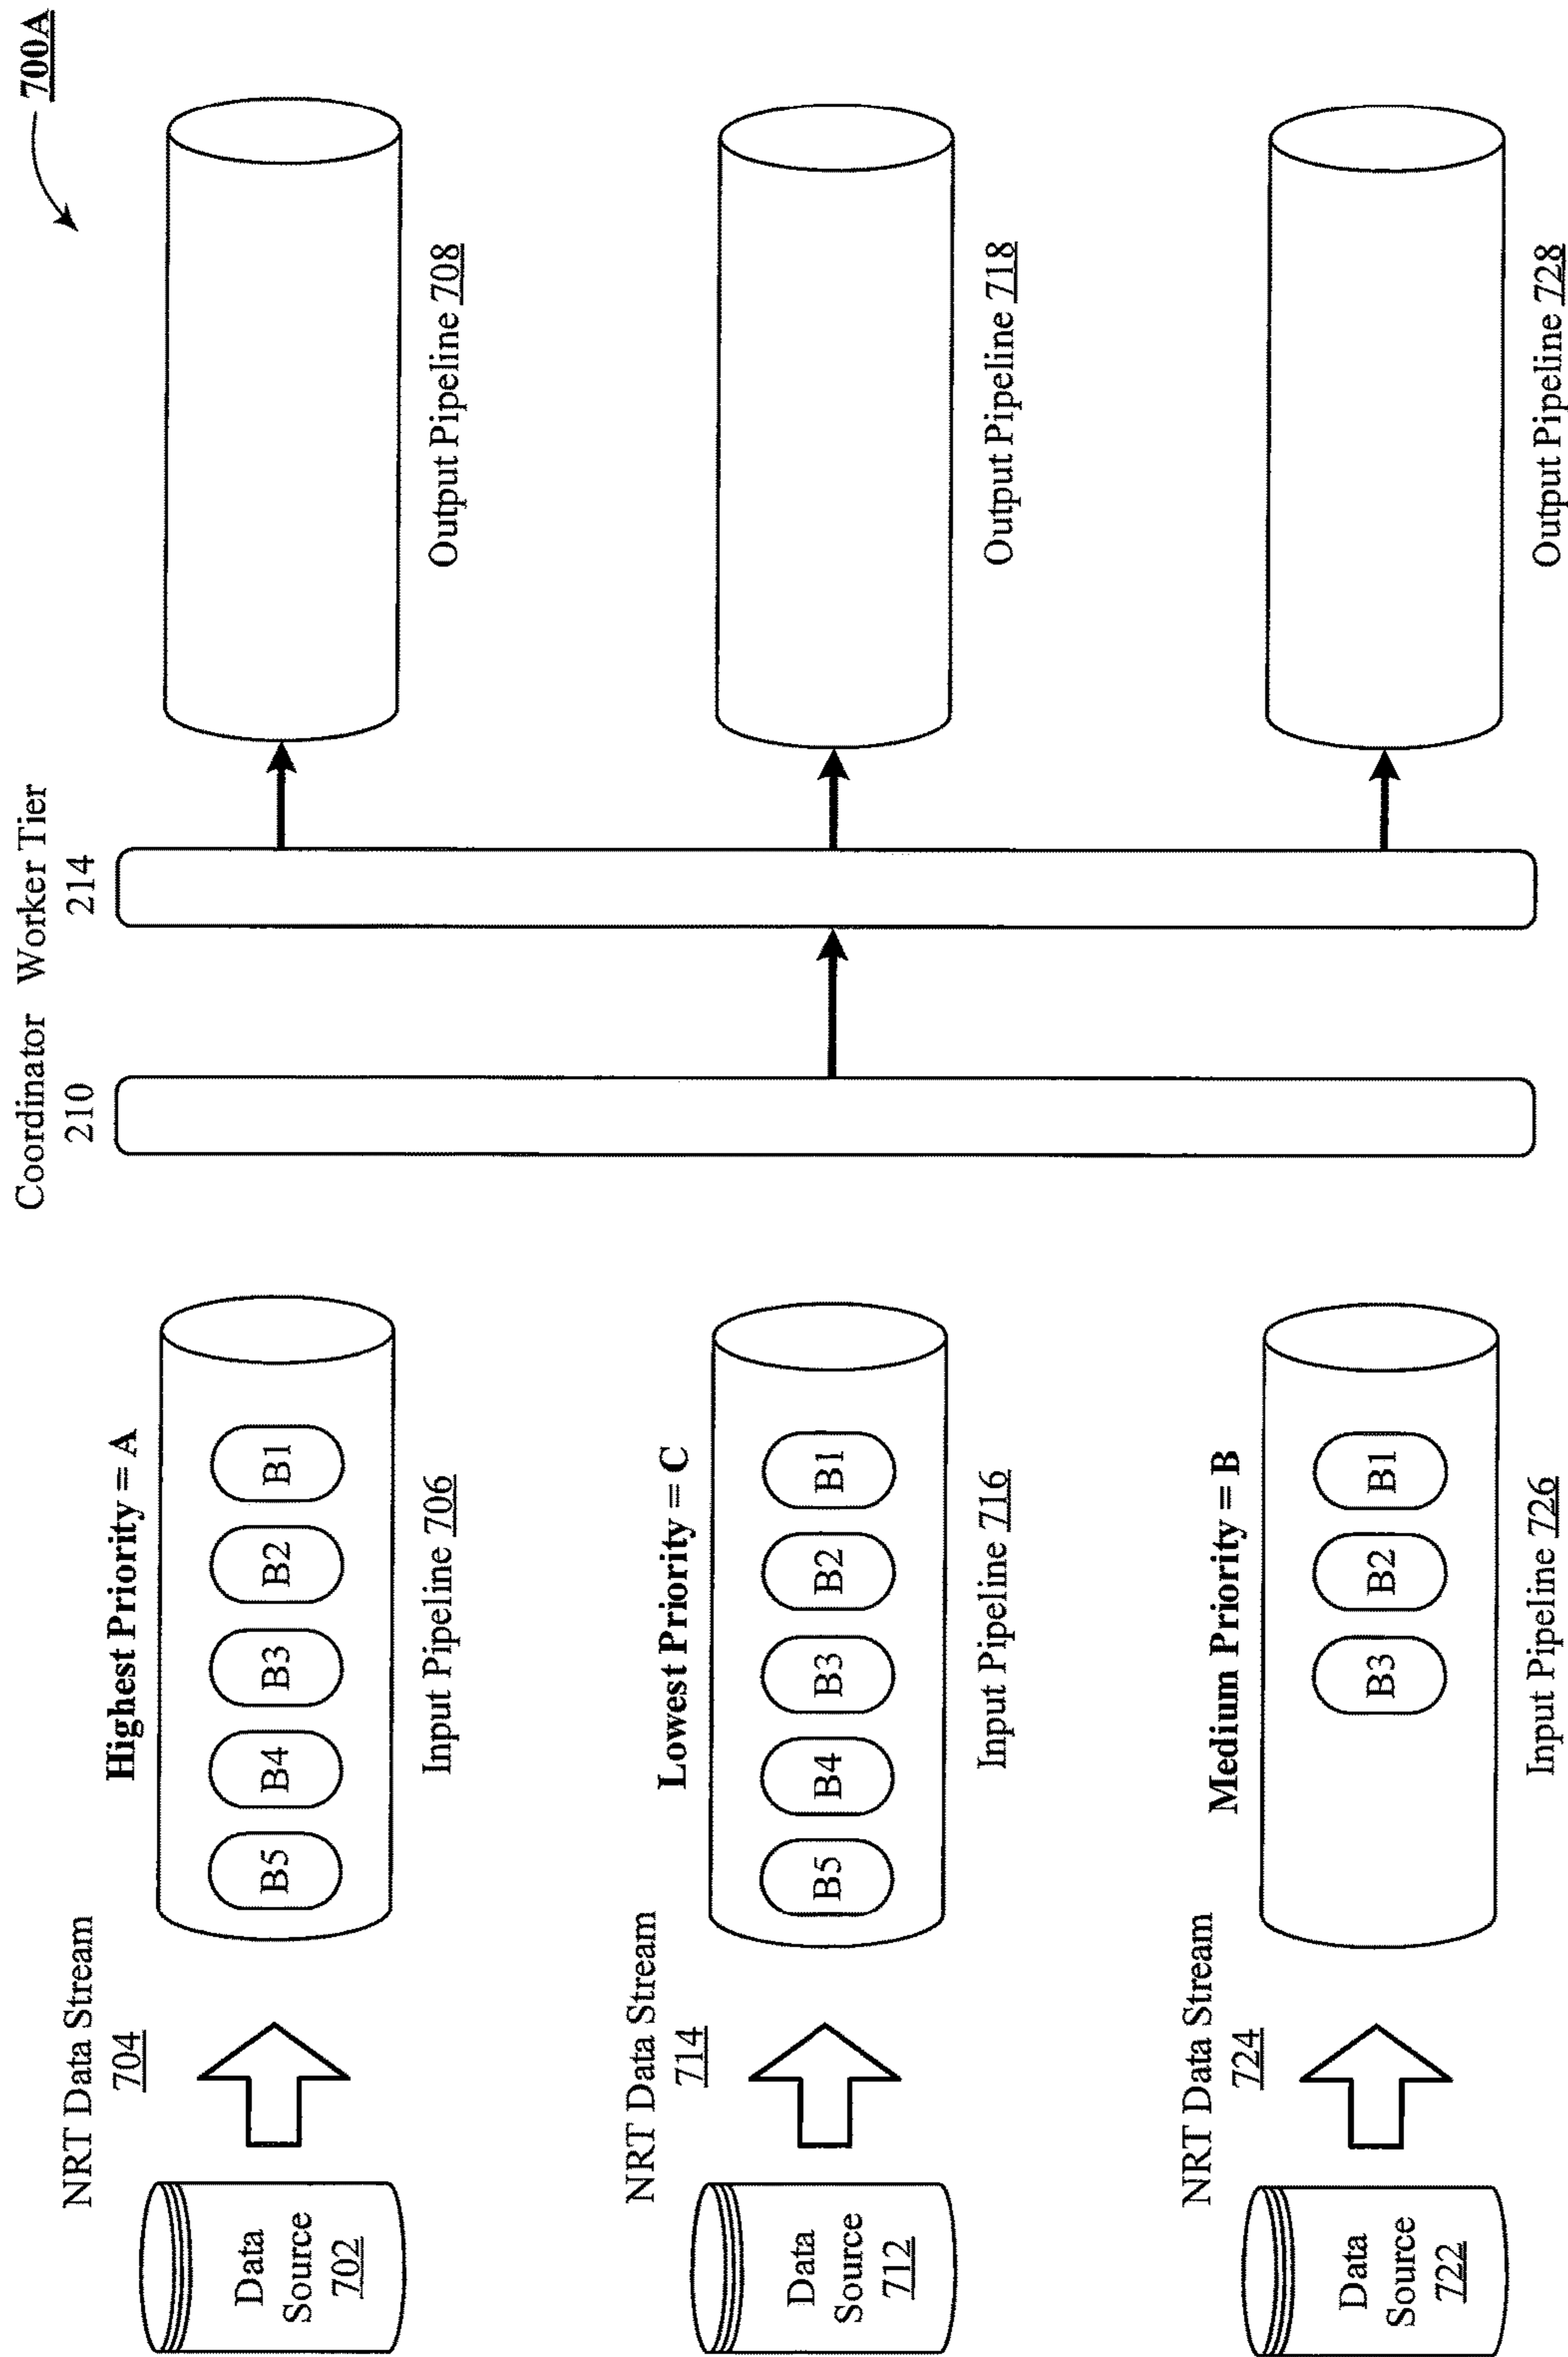 700A
Coordinator
210
Worker Tier
214
NRT Data Stream
704
Highest Priority = A
Data
Source
702
B5
B4
B3
B2
B1
Input Pipeline 706
Output Pipeline 708
NRT Data Stream
714
Lowest Priority = C
Data
Source
712
B5
B4
B3
B2
B1
Input Pipeline 716
Output Pipeline 718
NRT Data Stream
724
Medium Priority = B
Data
Source
722
B3
B2
B1
Input Pipeline 726
Output Pipeline 728